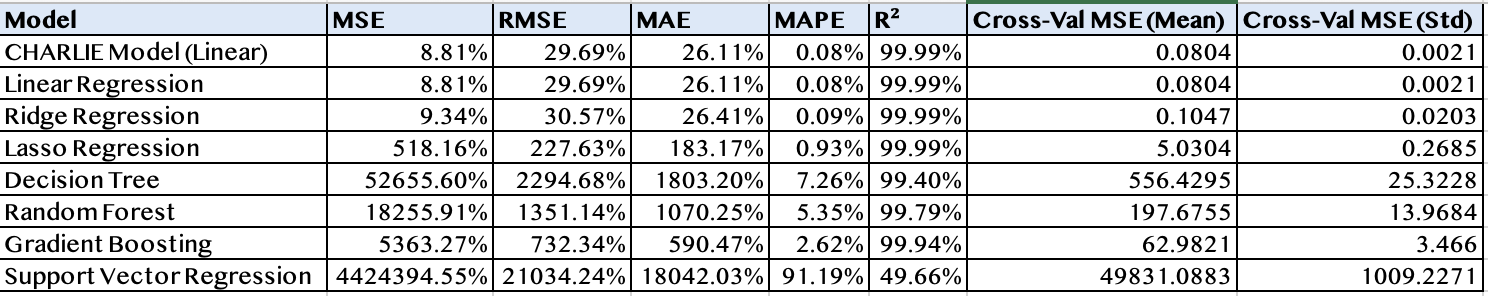 Model MSE RMSE MAE MAPE R² Cross-Val MSE (Mean) Cross-Val MSE (Std)
CHARLIE Model (Linear) 8.81% 29.69% 26.11% 0.08% 99.99% 0.0804 0.0021
Linear Regression 8.81% 29.69% 26.11% 0.08% 99.99% 0.0804 0.0021
Ridge Regression 9.34% 30.57% 26.41% 0.09% 99.99% 0.1047 0.0203
Lasso Regression 518.16% 227.63% 183.17% 0.93% 99.99% 5.0304 0.2685
Decision Tree 52655.60% 2294.68% 1803.20% 7.26% 99.40% 556.4295 25.3228
Random Forest 18255.91% 1351.14% 1070.25% 5.35% 99.79% 197.6755 13.9684
Gradient Boosting 5363.27% 732.34% 590.47% 2.62% 99.94% 62.9821 3.466
Support Vector Regression 4424394.55% 21034.24% 18042.03% 91.19% 49.66% 49831.0883 1009.2271